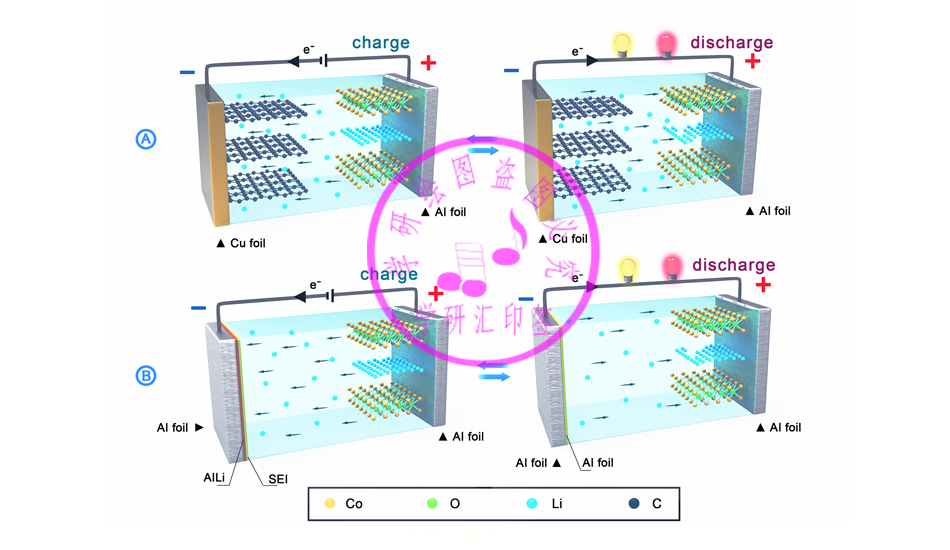 charge
discharge
e⁻
e⁻
− + − +
A
Al foil
Al foil
Cu foil
Cu foil
charge
discharge
e⁻
e⁻
− + − +
B
Al foil
Al foil
Al foil
AlLi
SEI
Al foil
Al foil
Co
O
Li
C
研 图 盗 图
学研汇印